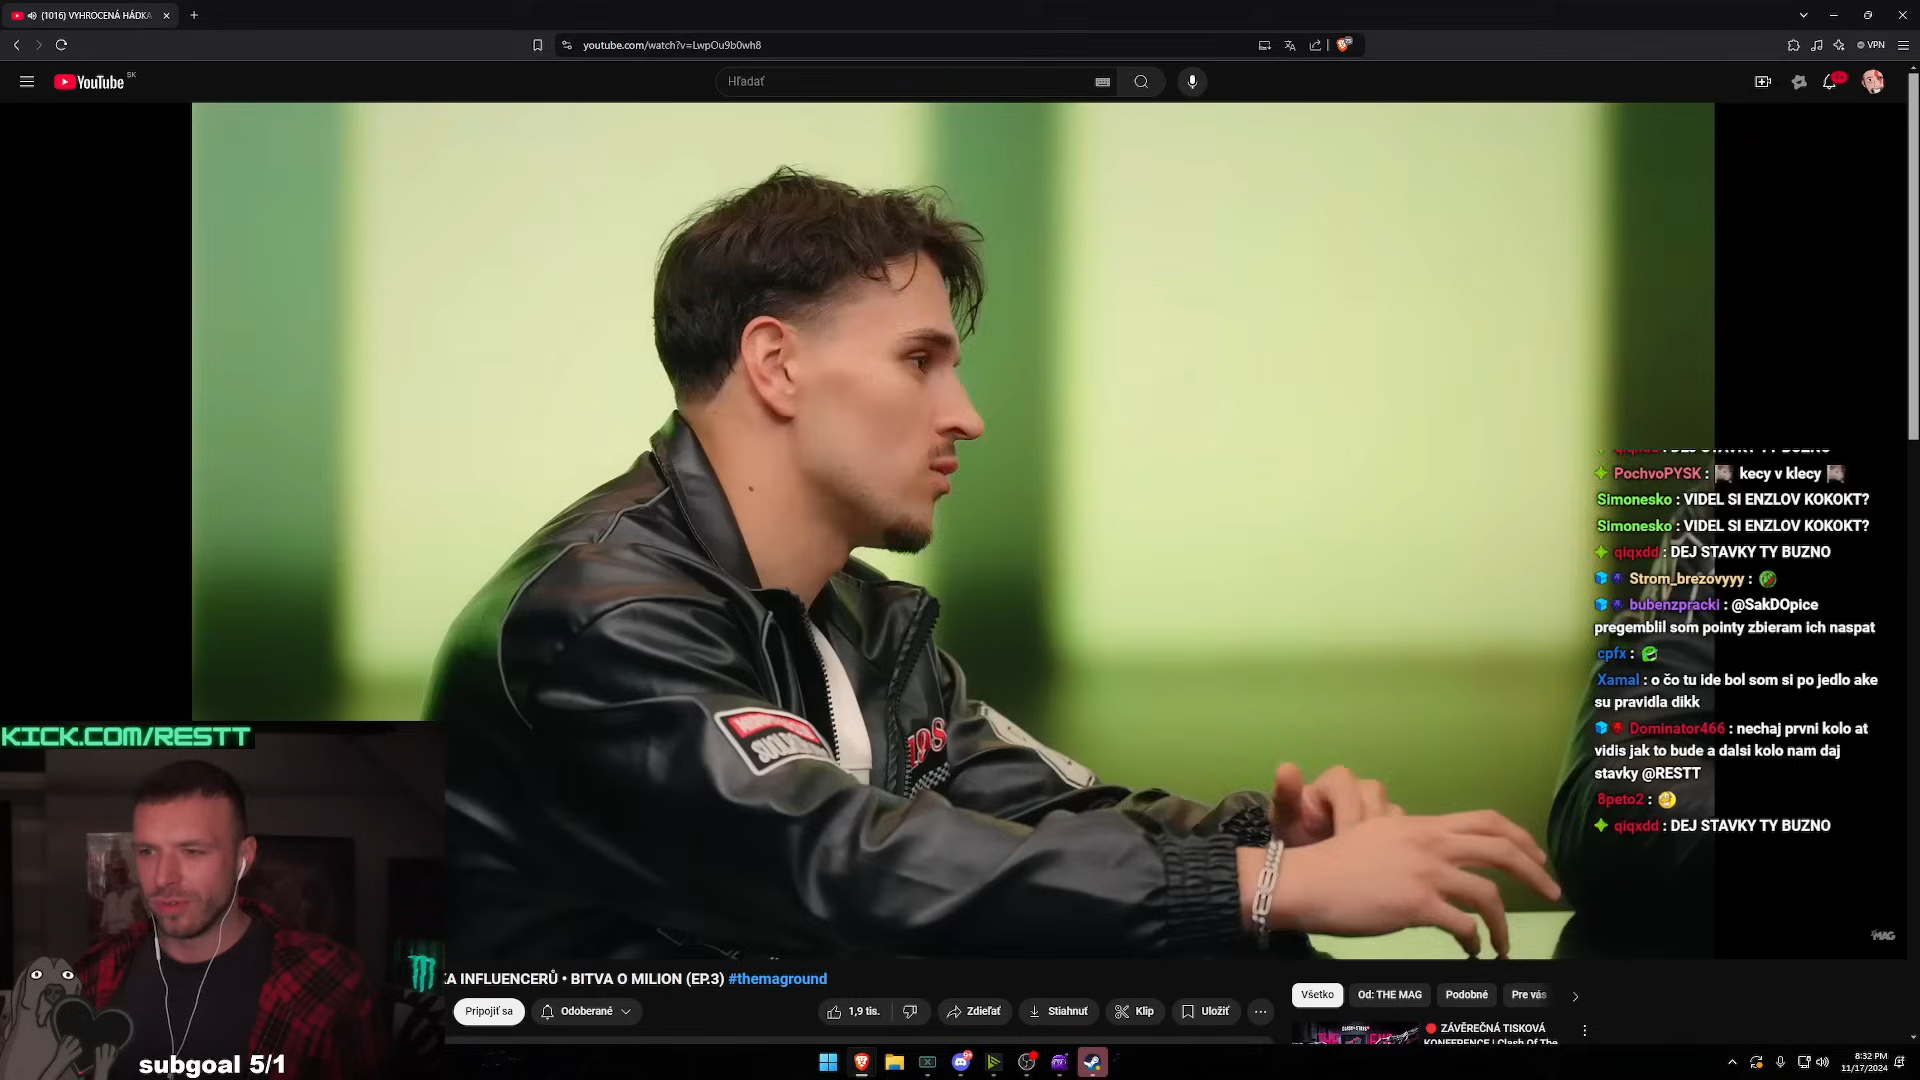 (1016) VYHROCENÁ HÁDKA
youtube.com/watch?v=LwpOu9b0wh8
VPN
YouTube SK
Hľadať
PochvoPYSK : kecy v klecy
Simonesko : VIDEL SI ENZLOV KOKOKT?
Simonesko : VIDEL SI ENZLOV KOKOKT?
qiqxdd : DEJ STAVKY TY BUZNO
Strom_brezovyyy :
bubenzpracki : @SakDOpice
pregemblil som pointy zbieram ich naspat
cpfx :
Xamal : o čo tu ide bol som si po jedlo ake
su pravidla dikk
Dominator466 : nechaj prvni kolo at
vidis jak to bude a dalsi kolo nam daj
stavky @RESTT
8peto2 :
qiqxdd : DEJ STAVKY TY BUZNO
198
KICK.COM/RESTT
MAG
KA INFLUENCERŮ • BITVA O MILION (EP.3) #themaground
Pripojiť sa
Odoberané
1,9 tis.
Zdieľať
Stiahnuť
Klip
Uložiť
Všetko
Od: THE MAG
Podobné
Pre vás
ZÁVĚREČNÁ TISKOVÁ
KONFERENCE | Clash Of The
subgoal 5/1
8:32 PM
11/17/2024